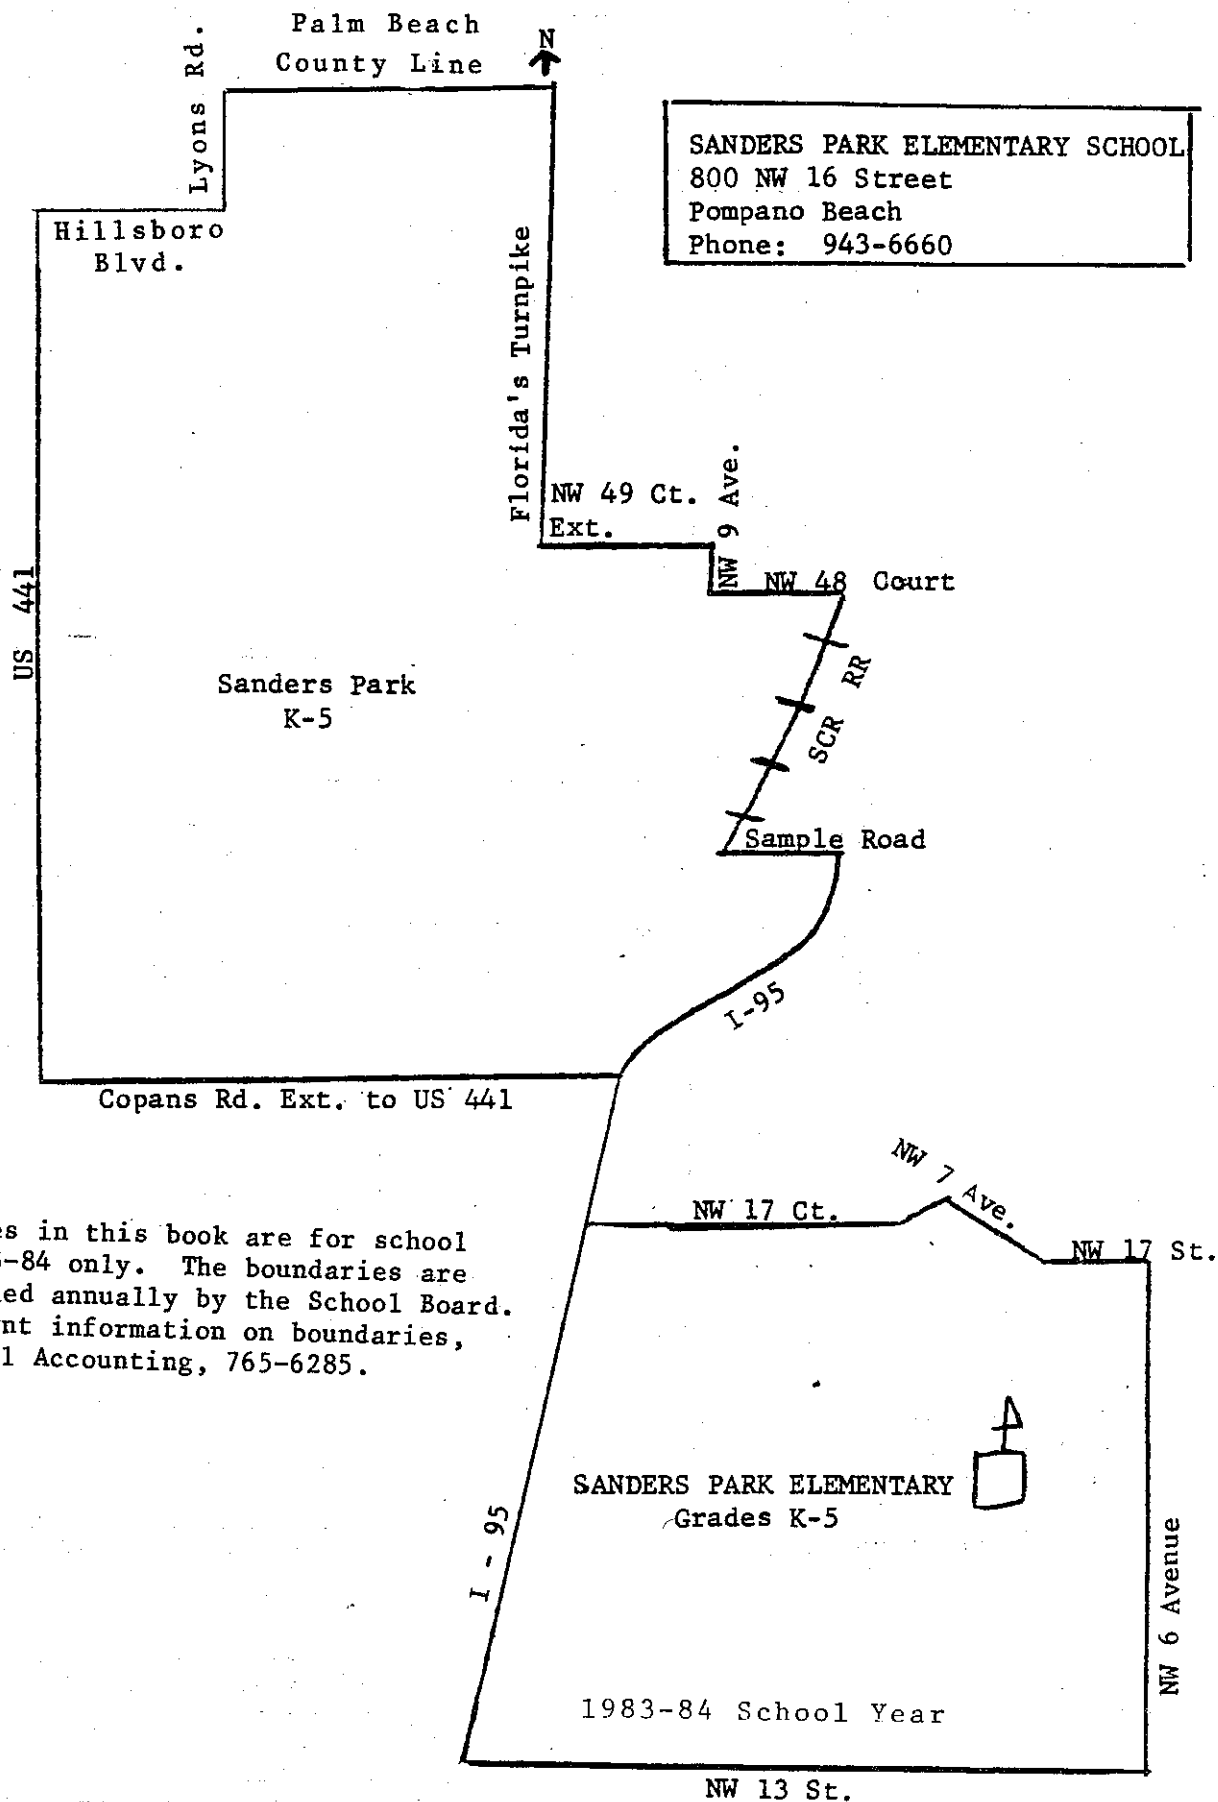 Palm Beach
County Line
N
Lyons Rd.
SANDERS PARK ELEMENTARY SCHOOL
800 NW 16 Street
Pompano Beach
Phone: 943-6660
Hillsboro
Blvd.
Florida's Turnpike
NW 49 Ct.
Ext.
NW 9 Ave.
NW 48 Court
US 441
SCR RR
Sanders Park
K-5
Sample Road
I-95
Copans Rd. Ext. to US 441
NW 7 Ave.
NW 17 Ct.
NW 17 St.
in this book are for school
-84 only. The boundaries are
annually by the School Board.
information on boundaries,
Accounting, 765-6285.
SANDERS PARK ELEMENTARY
Grades K-5
I - 95
NW 6 Avenue
1983-84 School Year
NW 13 St.